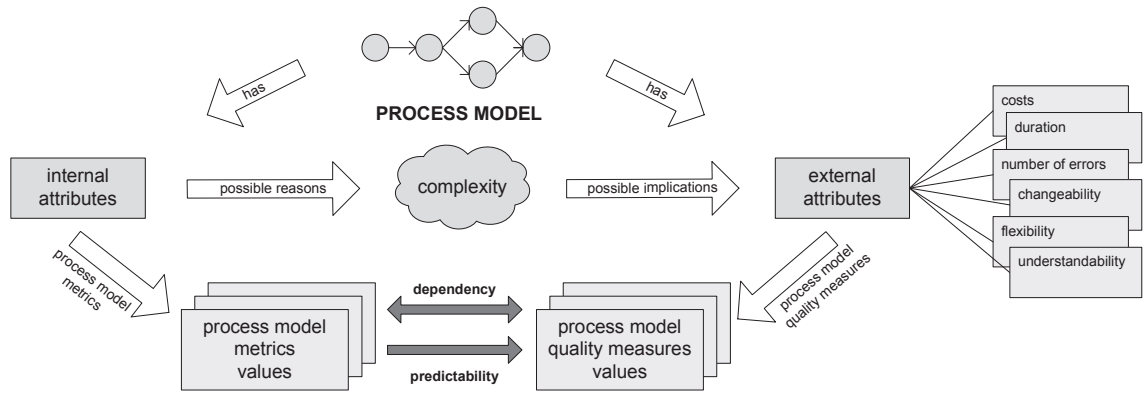 has
has
PROCESS MODEL
costs
duration
number of errors
changeability
flexibility
understandability
internal
attributes
possible reasons
complexity
possible implications
external
attributes
process model
metrics
process model
quality measures
dependency
process model
metrics
values
process model
quality measures
values
predictability